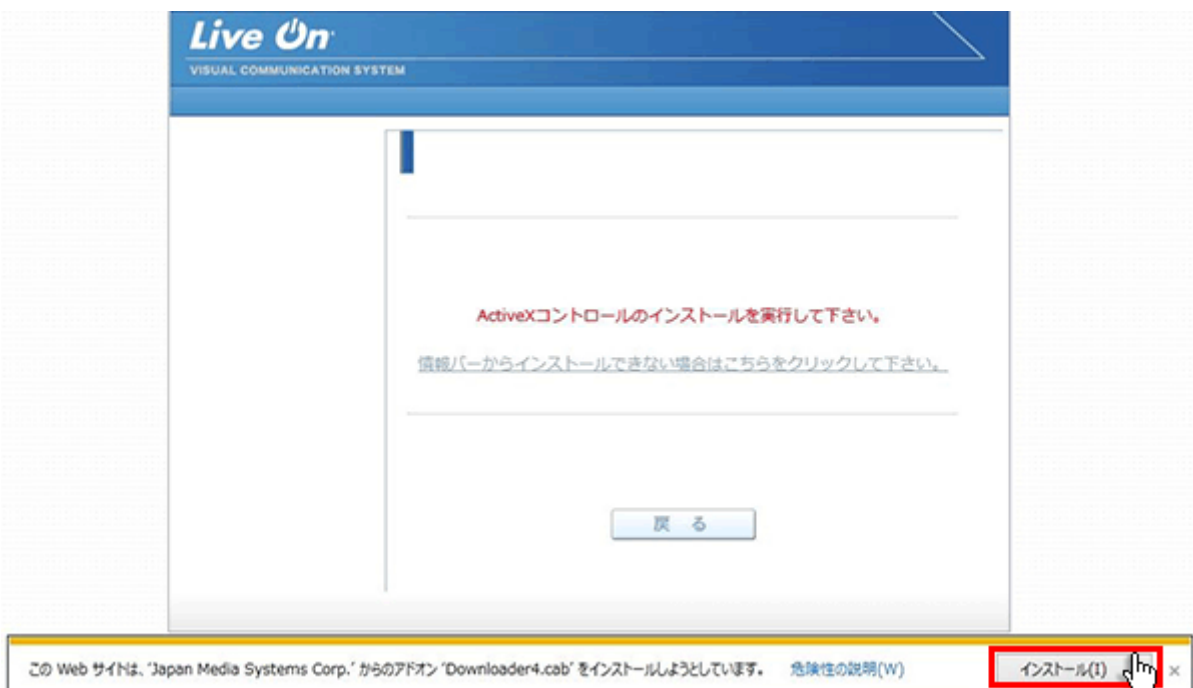 Live On
VISUAL COMMUNICATION SYSTEM
ActiveXコントロールのインストールを実行して下さい。
情報バーからインストールできない場合はこちらをクリックして下さい。
戻 る
この Web サイトは、'Japan Media Systems Corp.' からのアドオン 'Downloader4.cab' をインストールしようとしています。 危険性の説明(W) インストール(I) ×